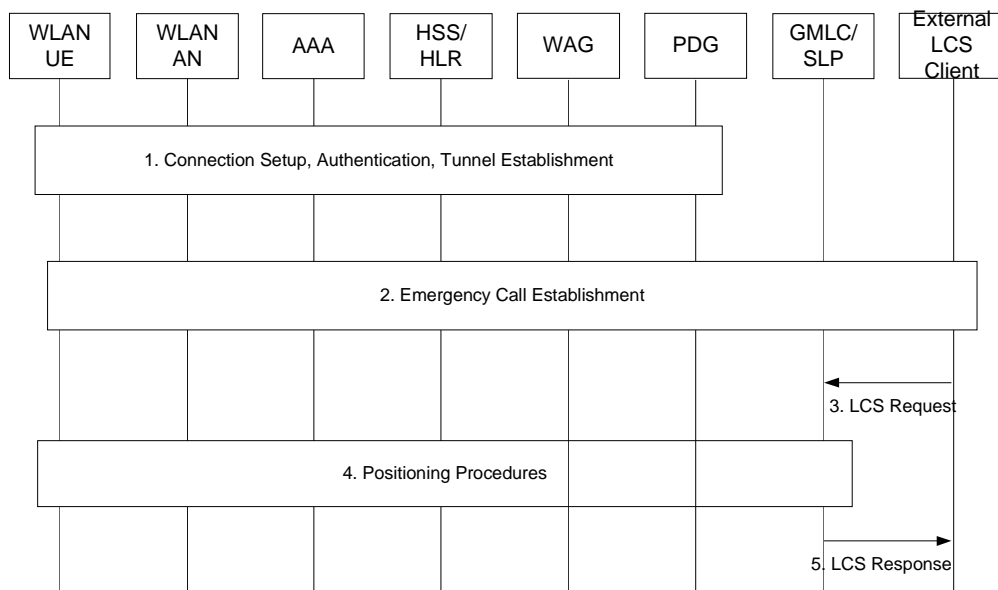 WLAN
UE
WLAN
AN
AAA
HSS/
HLR
WAG
PDG
GMLC/
SLP
External
LCS
Client
1. Connection Setup, Authentication, Tunnel Establishment
2. Emergency Call Establishment
3. LCS Request
4. Positioning Procedures
5. LCS Response